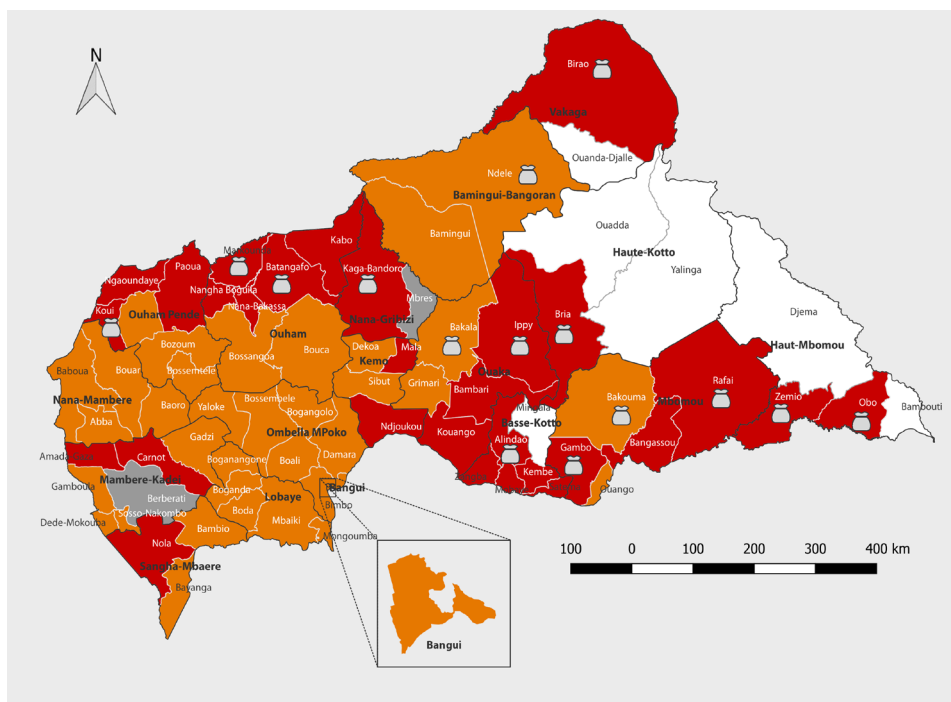 N
Birao
Vakaga
Ouanda-Djalle
Ndele
Bamingui-Bangoran
Ouadda
Bamingui
Haute-Kotto
Kabo
Yalinga
Paoua
Batangafo
Kaga-Bandoro
Ngaoundaye
Nangha Boguila
Mbres
Nana-Bakassa
Koui
Ouham Pende
Nana-Gribizi
Bria
Djema
Ippy
Bakala
Ouham
Bozoum
Bossangoa
Bouca
Dekoa
Mala
Haut-Mbomou
Kemo
Baboua
Bouar
Bossemtele
Ouaka
Sibut
Grimari
Rafai
Bambari
Nana-Mambere
Bossembele
Bakouma
Mbomou
Zemio
Obo
Baoro
Yaloke
Bogangolo
Mingala
Bambouti
Abba
Basse-Kotto
Ndjoukou
Kouango
Gadzi
Ombella MPoko
Alindao
Bangassou
Gambo
Amada-Gaza
Carnot
Boganangone
Boali
Damara
Kembe
Mambere-Kadei
Gamboula
Boganda
Bangui
Ouango
Berberati
Lobaye
Bimbo
Sosso-Nakombo
Boda
Dede-Mokouba
Bambio
Mbaiki
Mongoumba
Nola
Sangha-Mbaere
Bayanga
100 0 100 200 300 400 km
Bangui